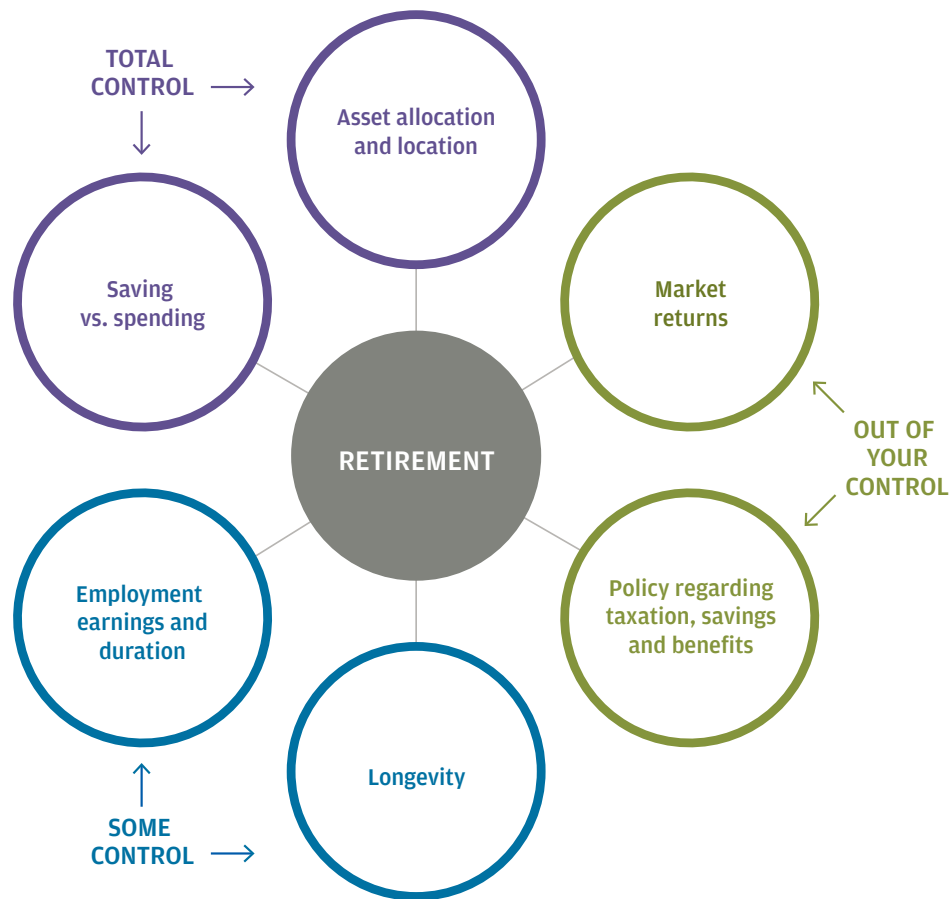 TOTAL
CONTROL
Asset allocation
and location
Saving
vs. spending
Market
returns
RETIREMENT
OUT OF
YOUR
CONTROL
Employment
earnings and
duration
Policy regarding
taxation, savings
and benefits
Longevity
SOME
CONTROL